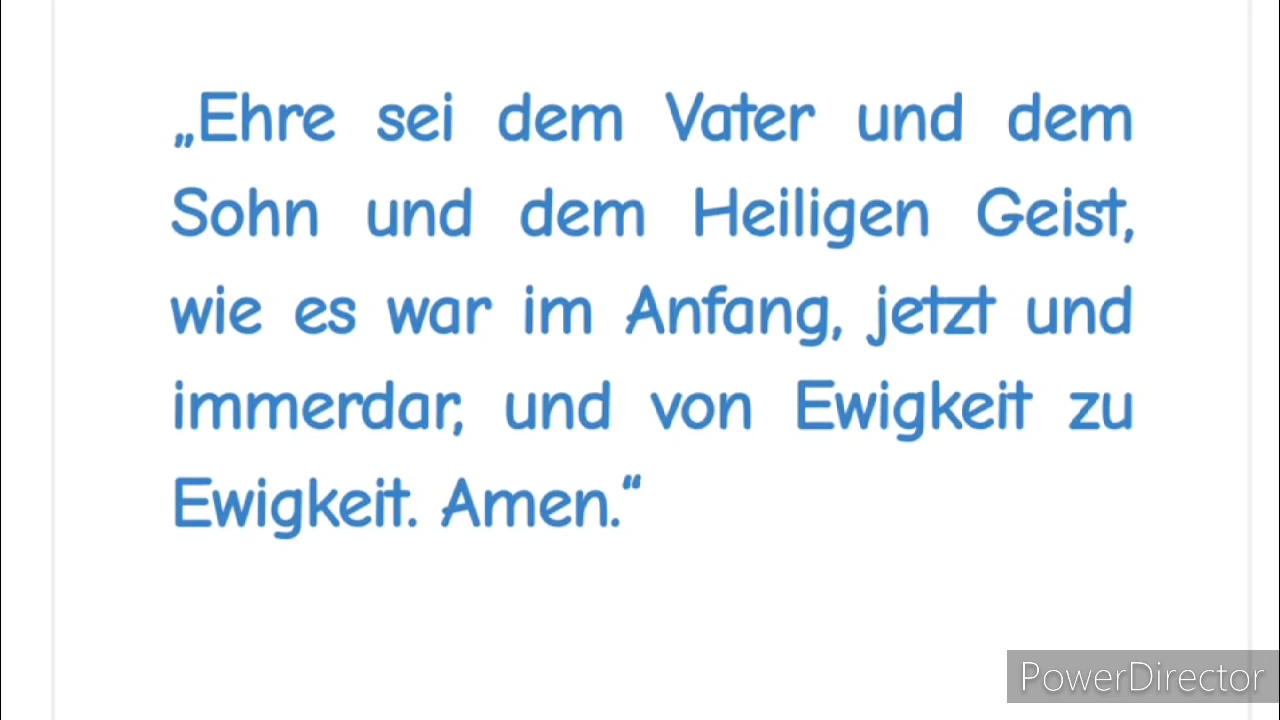 „Ehre sei dem Vater und dem
Sohn und dem Heiligen Geist,
wie es war im Anfang, jetzt und
immerdar, und von Ewigkeit zu
Ewigkeit. Amen.“
PowerDirector